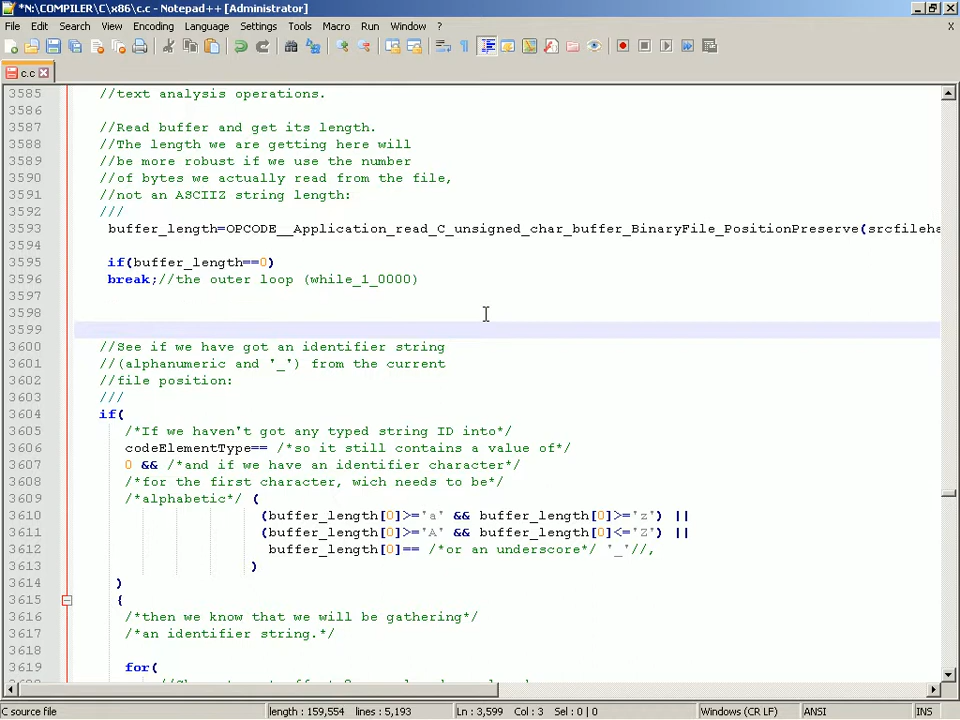 *N:\COMPILER\C\x86\c.c - Notepad++ [Administrator]
File Edit Search View Encoding Language Settings Tools Macro Run Window ? X
c.c
3585 //text analysis operations.
3586
3587 //Read buffer and get its length.
3588 //The length we are getting here will
3589 //be more robust if we use the number
3590 //of bytes we actually read from the file,
3591 //not an ASCIIZ string length:
3592 ///
3593 buffer_length=OPCODE__Application_read_C_unsigned_char_buffer_BinaryFile_PositionPreserve(srcfileha
3594
3595 if(buffer_length==0)
3596 break;//the outer loop (while_1_0000)
3597
3598
3599
3600 //See if we have got an identifier string
3601 //(alphanumeric and '_') from the current
3602 //file position:
3603 ///
3604 if(
3605 /*If we haven't got any typed string ID into*/
3606 codeElementType== /*so it still contains a value of*/
3607 0 && /*and if we have an identifier character*/
3608 /*for the first character, wich needs to be*/
3609 /*alphabetic*/ (
3610 (buffer_length[0]>='a' && buffer_length[0]>='z') ||
3611 (buffer_length[0]>='A' && buffer_length[0]<='Z') ||
3612 buffer_length[0]== /*or an underscore*/ '_'//,
3613 )
3614 )
3615 {
3616 /*then we know that we will be gathering*/
3617 /*an identifier string.*/
3618
3619 for(
C source file length : 159,554 lines : 5,193 Ln : 3,599 Col : 3 Sel : 0 | 0 Windows (CR LF) ANSI INS